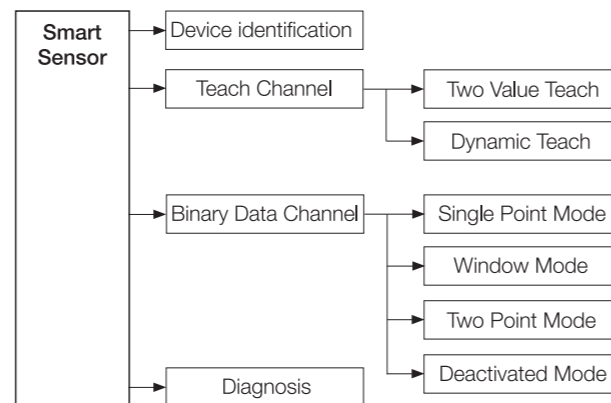 Smart
Sensor
Device identification
Teach Channel
Two Value Teach
Dynamic Teach
Binary Data Channel
Single Point Mode
Window Mode
Two Point Mode
Deactivated Mode
Diagnosis